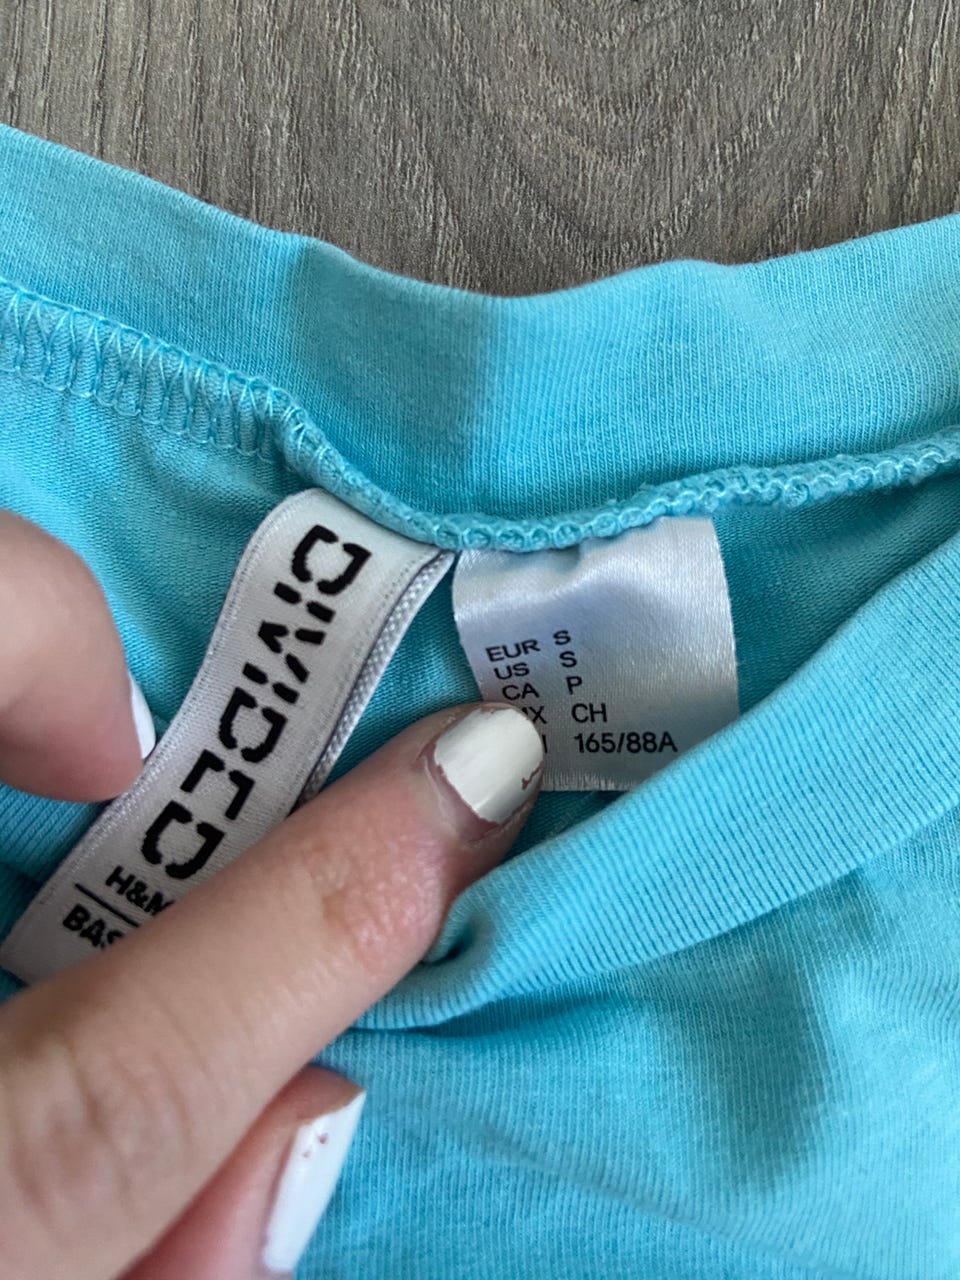 DIVIDED
H&M
EUR S
US S
CA P
CH
165/88A